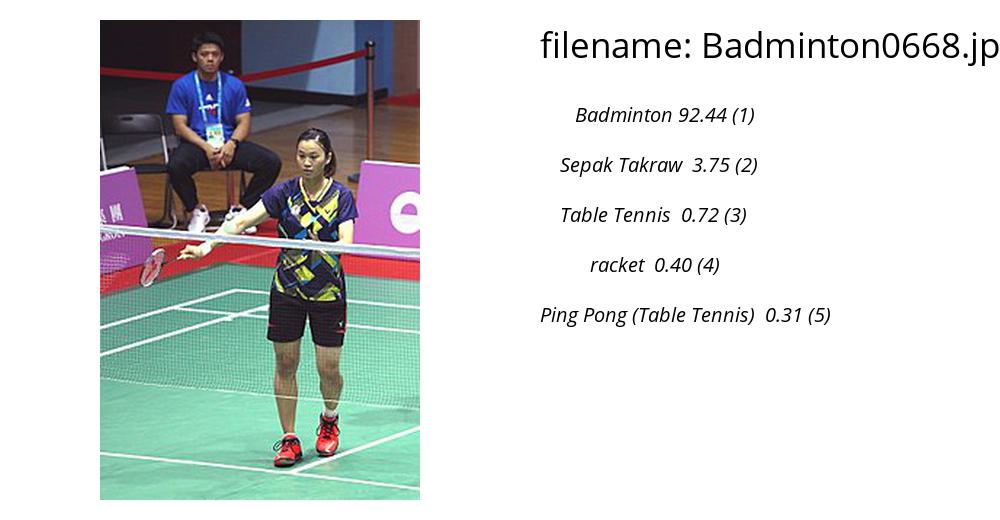 filename: Badminton0668.jp
Badminton 92.44 (1)
Sepak Takraw 3.75 (2)
Table Tennis 0.72 (3)
racket 0.40 (4)
Ping Pong (Table Tennis) 0.31 (5)